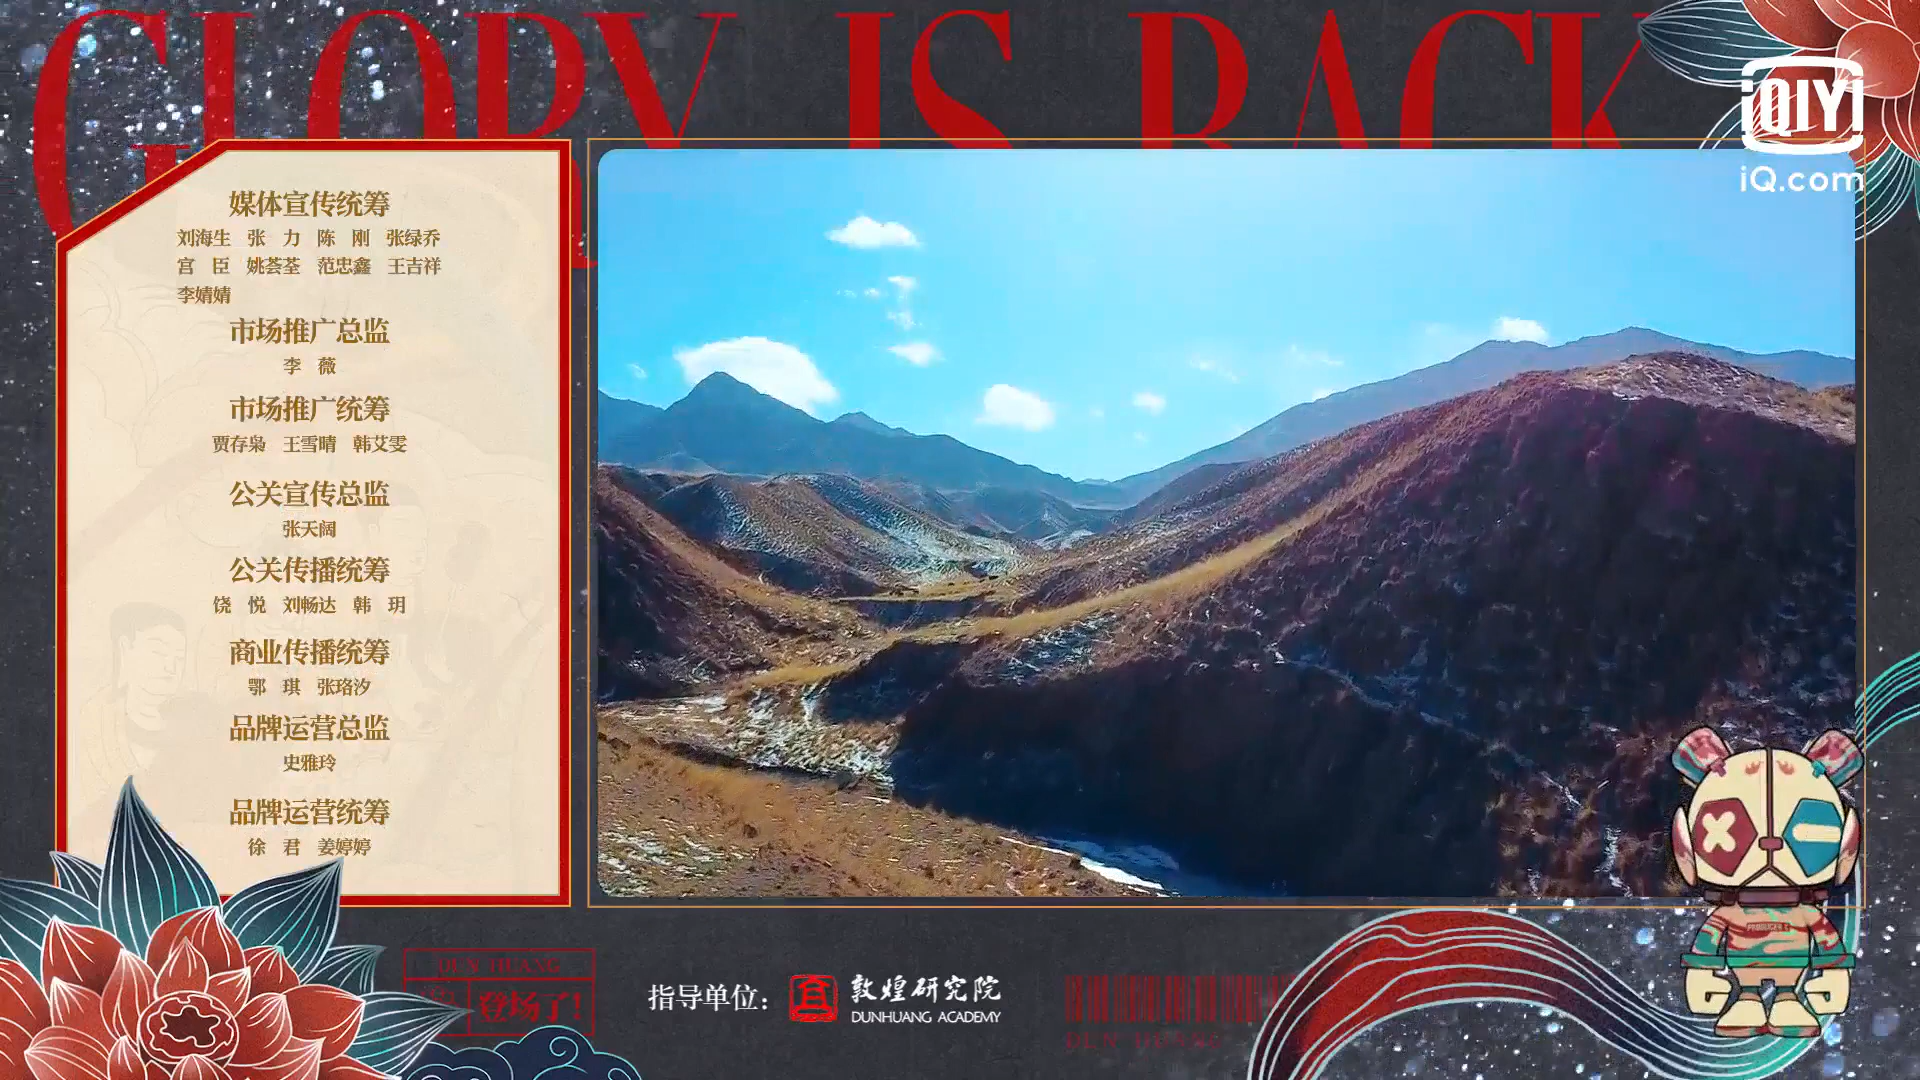 GLORY IS BACK
iQIYI
iQ.com
媒体宣传统筹
刘海生 张 力 陈 刚 张绿乔
宫 臣 姚荟荃 范忠鑫 王吉祥
李婧婧
市场推广总监
李 薇
市场推广统筹
贾存枭 王雪晴 韩艾雯
公关宣传总监
张天阔
公关传播统筹
饶 悦 刘畅达 韩 玥
商业传播统筹
鄂 琪 张珞汐
品牌运营总监
史雅玲
品牌运营统筹
徐 君 姜婷婷
PRODUCER C
DUN HUANG
登场了!
指导单位:
敦煌研究院
DUNHUANG ACADEMY
DUN HUANG